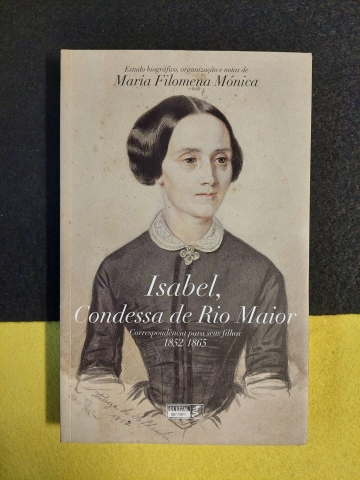 Estudo biográfico, organização e notas de
Maria Filomena Mónica
Isabel,
Condessa de Rio Maior
Correspondência para seus filhos
1852/1865